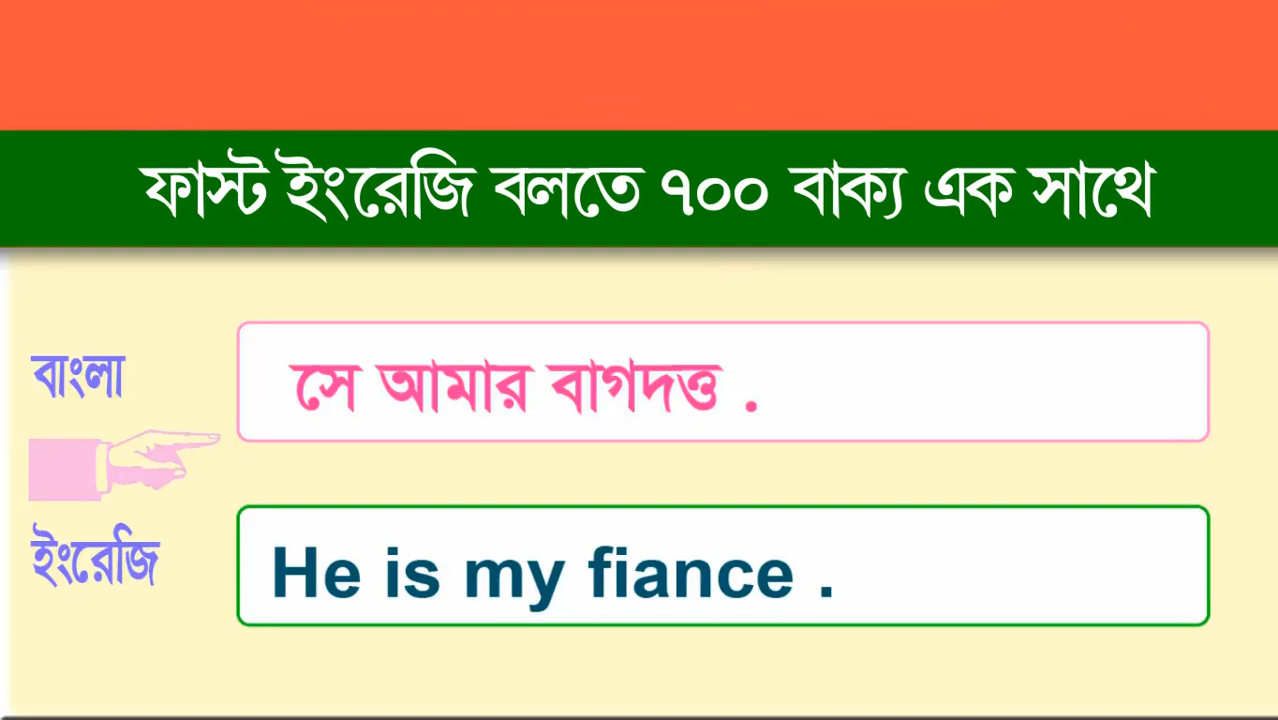 ফাস্ট ইংরেজি বলতে ৭০০ বাক্য এক সাথে
বাংলা
সে আমার বাগদত্ত .
ইংরেজি
He is my fiance .